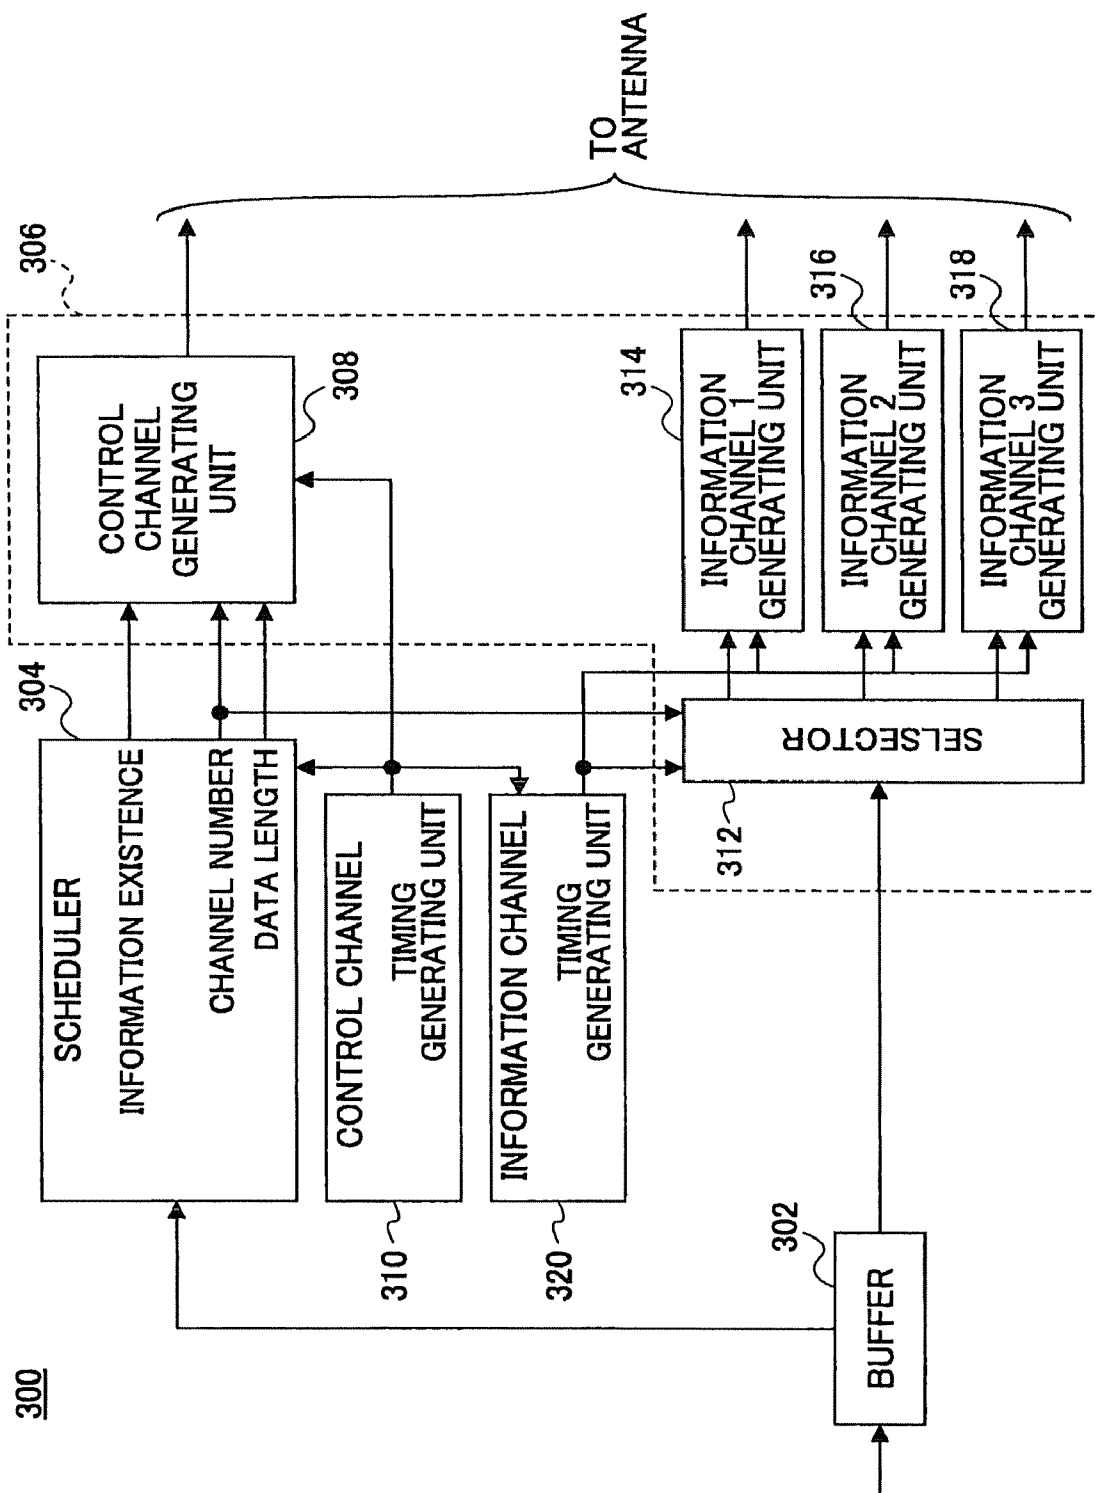 300
SCHEDULER
304
INFORMATION EXISTENCE
CHANNEL NUMBER
DATA LENGTH
306
CONTROL
CHANNEL
GENERATING
UNIT
308
CONTROL CHANNEL
TIMING
GENERATING UNIT
310
INFORMATION CHANNEL
TIMING
GENERATING UNIT
320
BUFFER
302
SELSECTOR
312
INFORMATION
CHANNEL 1
GENERATING UNIT
314
INFORMATION
CHANNEL 2
GENERATING UNIT
316
INFORMATION
CHANNEL 3
GENERATING UNIT
318
TO
ANTENNA